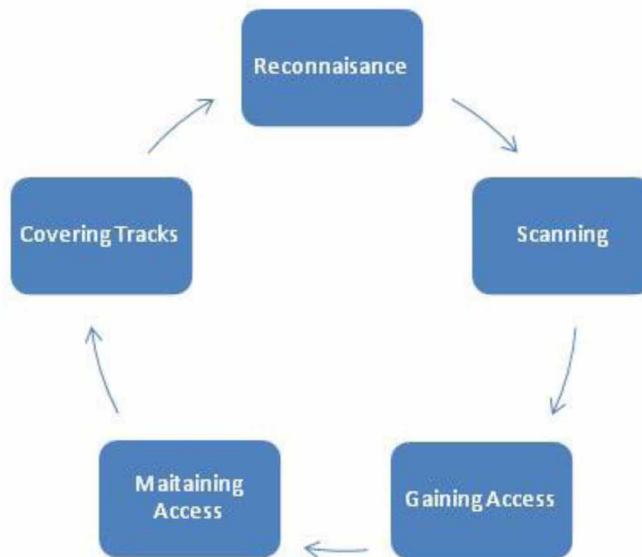 Reconnaisance
Scanning
Gaining Access
Maitaining
Access
Covering Tracks